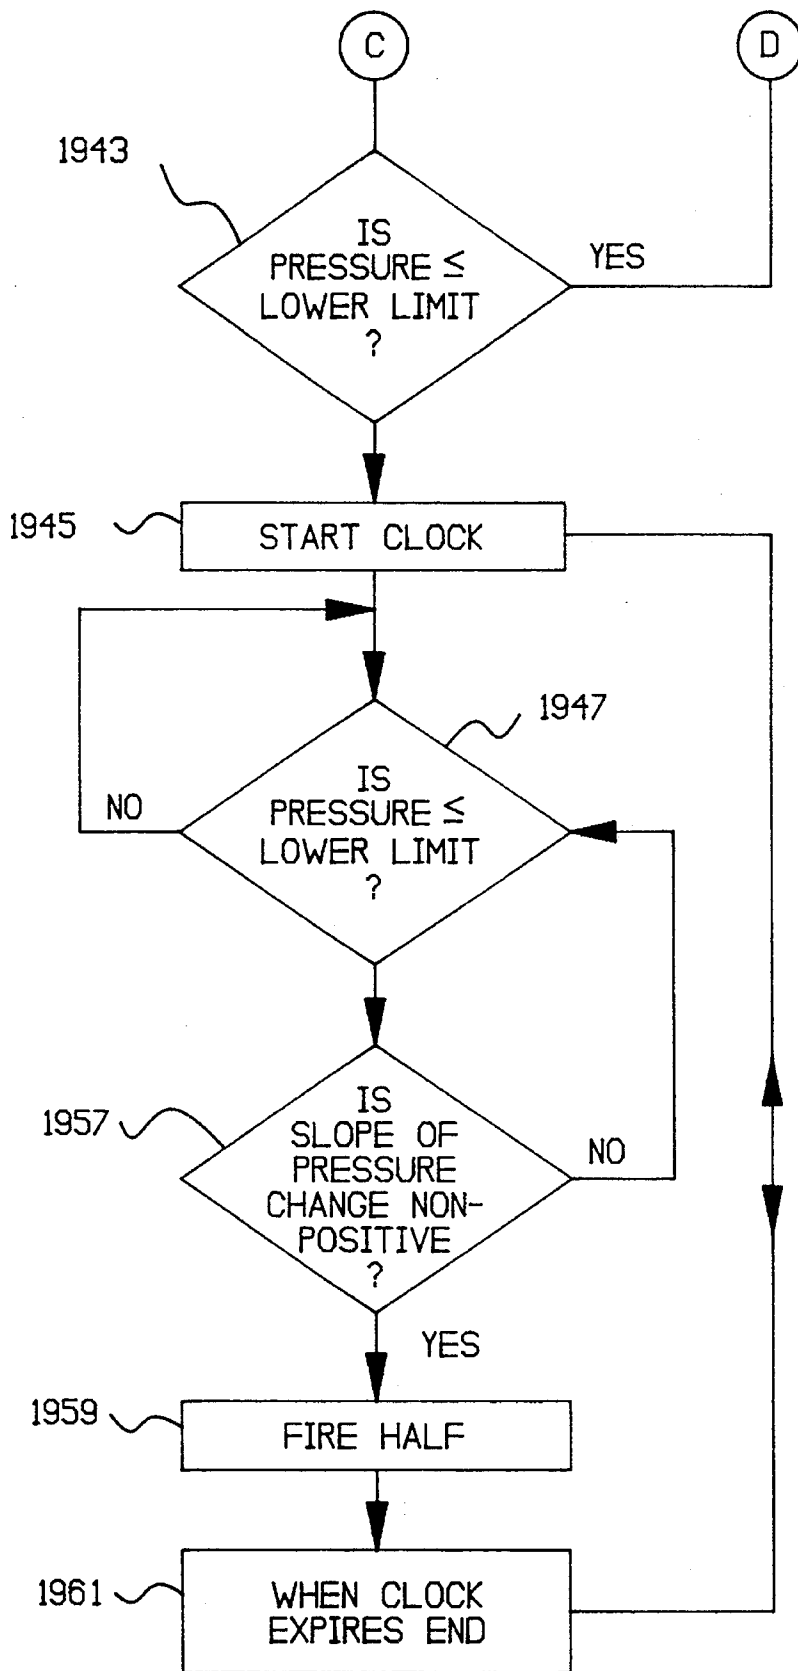 C
D
1943
IS
PRESSURE ≤
LOWER LIMIT
?
YES
1945
START CLOCK
1947
IS
PRESSURE ≤
LOWER LIMIT
?
NO
1957
IS
SLOPE OF
PRESSURE
CHANGE NON-
POSITIVE
?
NO
YES
1959
FIRE HALF
1961
WHEN CLOCK
EXPIRES END